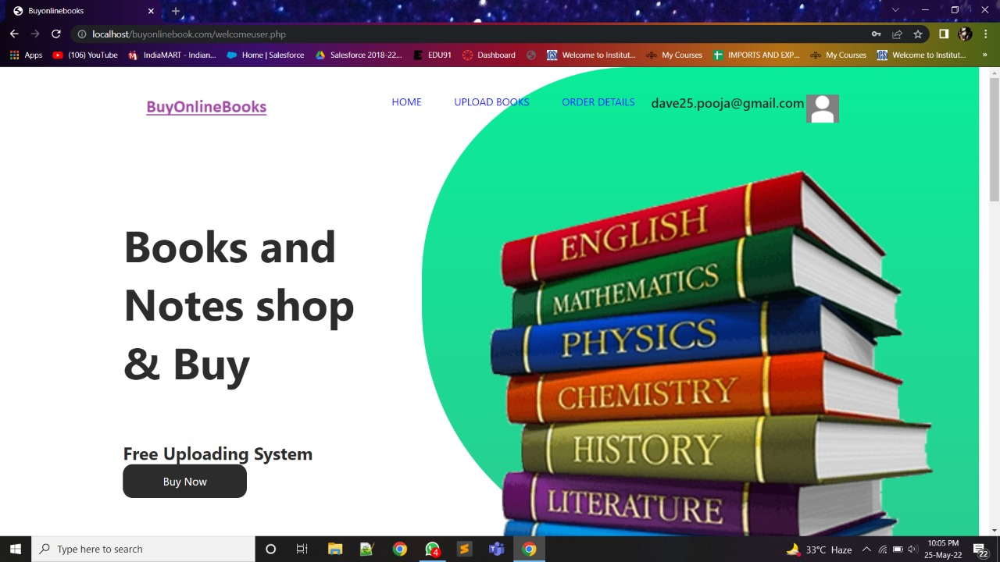 Buyonlinebooks
localhost/buyonlinebook.com/welcomeuser.php
Apps
(106) YouTube
IndiaMART - Indian...
Home | Salesforce
Salesforce 2018-22...
EDU91
Dashboard
Welcome to Institut...
My Courses
IMPORTS AND EXP...
My Courses
Welcome to Institut...
»
BuyOnlineBooks
HOME
UPLOAD BOOKS
ORDER DETAILS
dave25.pooja@gmail.com
Books and
Notes shop
& Buy
Free Uploading System
Buy Now
ENGLISH
MATHEMATICS
PHYSICS
CHEMISTRY
HISTORY
LITERATURE
Type here to search
4
33°C Haze
10:05 PM
25-May-22
22